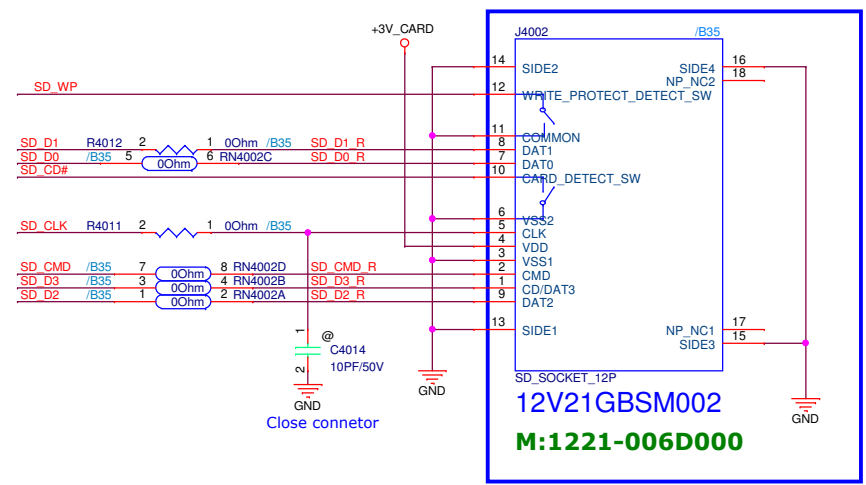 +3V_CARD
J4002 /B35
14 SIDE2 SIDE4 16
NP_NC2 18
SD_WP 12 WRITE_PROTECT_DETECT_SW
11 COMMON
SD_D1 R4012 2 1 0Ohm /B35 SD_D1_R 8 DAT1
SD_D0 /B35 5 0Ohm 6 RN4002C SD_D0_R 7 DAT0
SD_CD# 10 CARD_DETECT_SW
6 VSS2
SD_CLK R4011 2 1 0Ohm /B35 5 CLK
4 VDD
3 VSS1
SD_CMD /B35 7 0Ohm 8 RN4002D SD_CMD_R 2 CMD
SD_D3 /B35 3 0Ohm 4 RN4002B SD_D3_R 1 CD/DAT3
SD_D2 /B35 1 0Ohm 2 RN4002A SD_D2_R 9 DAT2
13 SIDE1 NP_NC1 17
SIDE3 15
1 @
C4014
2 10PF/50V
SD_SOCKET_12P
GND
GND
GND
Close connetor
12V21GBSM002
M:1221-006D000